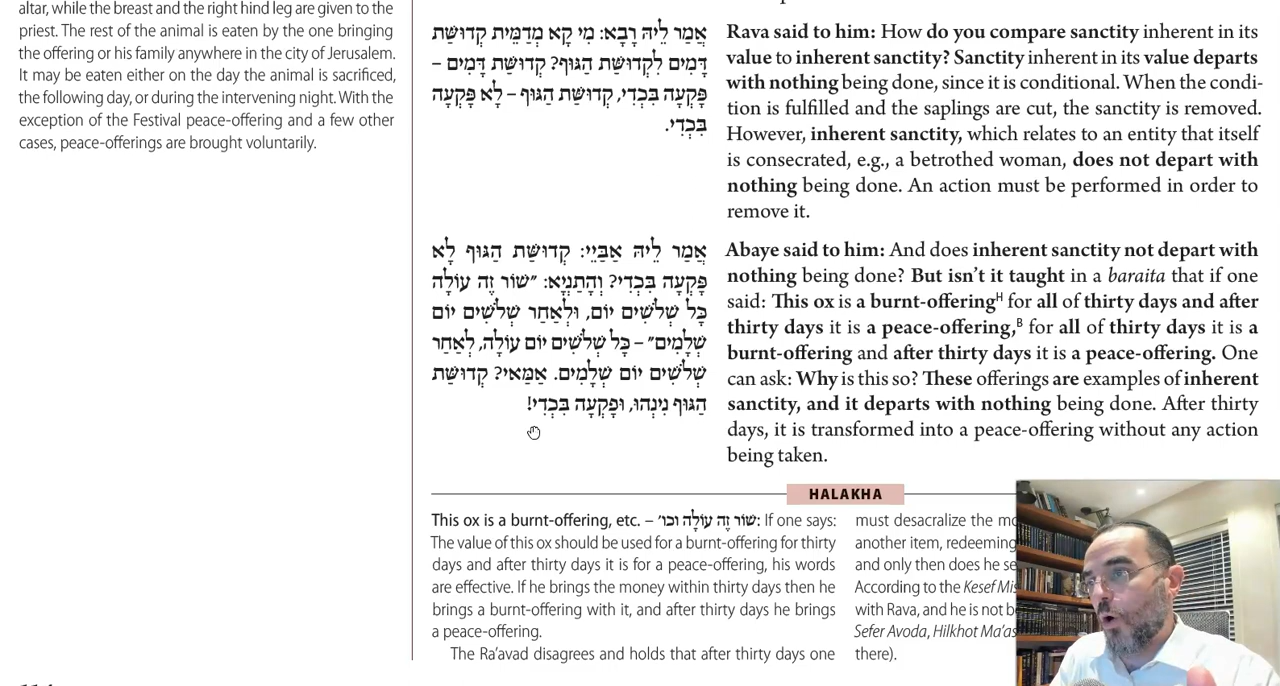 altar, while the breast and the right hind leg are given to the
priest. The rest of the animal is eaten by the one bringing
the offering or his family anywhere in the city of Jerusalem.
It may be eaten either on the day the animal is sacrificed,
the following day, or during the intervening night. With the
exception of the Festival peace-offering and a few other
cases, peace-offerings are brought voluntarily.
אֲמַר לֵיהּ רָבָא: מִי קָא מְדַמֵּית קְדוּשַּׁת
דָּמִים לִקְדוּשַּׁת הַגּוּף? קְדוּשַּׁת דָּמִים –
פָּקְעָה בִּכְדִי, קְדוּשַּׁת הַגּוּף – לָא פָּקְעָה
בִּכְדִי.
Rava said to him: How do you compare sanctity inherent in its
value to inherent sanctity? Sanctity inherent in its value departs
with nothing being done, since it is conditional. When the condi-
tion is fulfilled and the saplings are cut, the sanctity is removed.
However, inherent sanctity, which relates to an entity that itself
is consecrated, e.g., a betrothed woman, does not depart with
nothing being done. An action must be performed in order to
remove it.
אֲמַר לֵיהּ אַבַּיֵי: קְדוּשַּׁת הַגּוּף לָא
פָּקְעָה בִּכְדִי? וְהָתַנְיָא: ״שׁוֹר זֶה עוֹלָה
כׇּל שְׁלֹשִׁים יוֹם, וּלְאַחַר שְׁלֹשִׁים יוֹם
שְׁלָמִים״ – כׇּל שְׁלֹשִׁים יוֹם עוֹלָה, לְאַחַר
שְׁלֹשִׁים יוֹם שְׁלָמִים. אַמַּאי? קְדוּשַּׁת
הַגּוּף נִינְהוּ, וּפָקְעָה בִּכְדִי!
Abaye said to him: And does inherent sanctity not depart with
nothing being done? But isn't it taught in a baraita that if one
said: This ox is a burnt-offeringᴴ for all of thirty days and after
thirty days it is a peace-offering,ᴮ for all of thirty days it is a
burnt-offering and after thirty days it is a peace-offering. One
can ask: Why is this so? These offerings are examples of inherent
sanctity, and it departs with nothing being done. After thirty
days, it is transformed into a peace-offering without any action
being taken.
HALAKHA
This ox is a burnt-offering, etc. – שׁוֹר זֶה עוֹלָה וכו׳: If one says:
The value of this ox should be used for a burnt-offering for thirty
days and after thirty days it is for a peace-offering, his words
are effective. If he brings the money within thirty days then he
brings a burnt-offering with it, and after thirty days he brings
a peace-offering.
The Ra'avad disagrees and holds that after thirty days one
must desacralize the
another item, redeeming
and only then does he
According to the Kesef
with Rava, and he is not
Sefer Avoda, Hilkhot
there).